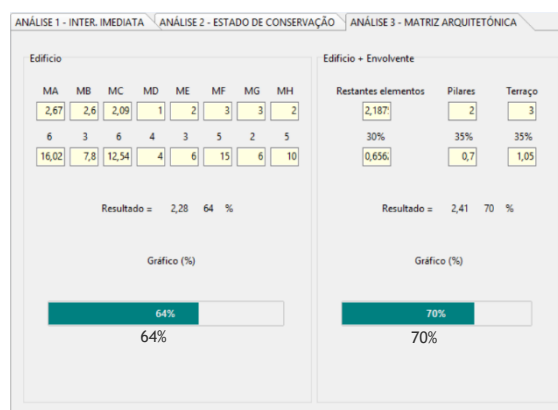 ANÁLISE 1 - INTER. IMEDIATA ANÁLISE 2 - ESTADO DE CONSERVAÇÃO ANÁLISE 3 - MATRIZ ARQUITETÓNICA
Edifício
MA MB MC MD ME MF MG MH
2,67 2,6 2,09 1 2 3 3 2
6 3 6 4 3 5 2 5
16,02 7,8 12,54 4 6 15 6 10
Resultado = 2,28 64 %
Gráfico (%)
64%
64%
Edifício + Envolvente
Restantes elementos Pilares Terraço
2,187 2 3
30% 35% 35%
0,656 0,7 1,05
Resultado = 2,41 70 %
Gráfico (%)
70%
70%